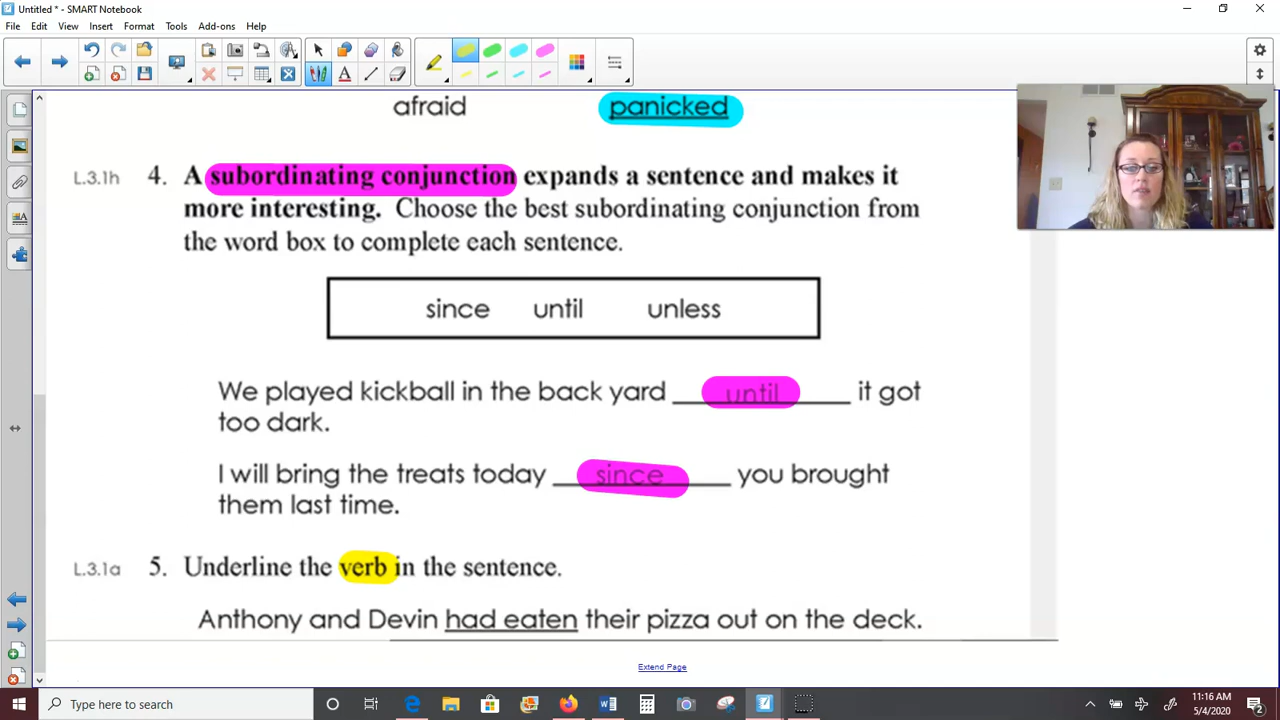 Untitled * - SMART Notebook
File Edit View Insert Format Tools Add-ons Help
afraid panicked
L.3.1h 4. A subordinating conjunction expands a sentence and makes it
more interesting. Choose the best subordinating conjunction from
the word box to complete each sentence.
since until unless
We played kickball in the back yard until it got
too dark.
I will bring the treats today since you brought
them last time.
L.3.1a 5. Underline the verb in the sentence.
Anthony and Devin had eaten their pizza out on the deck.
Extend Page
Type here to search
11:16 AM
5/4/2020
2